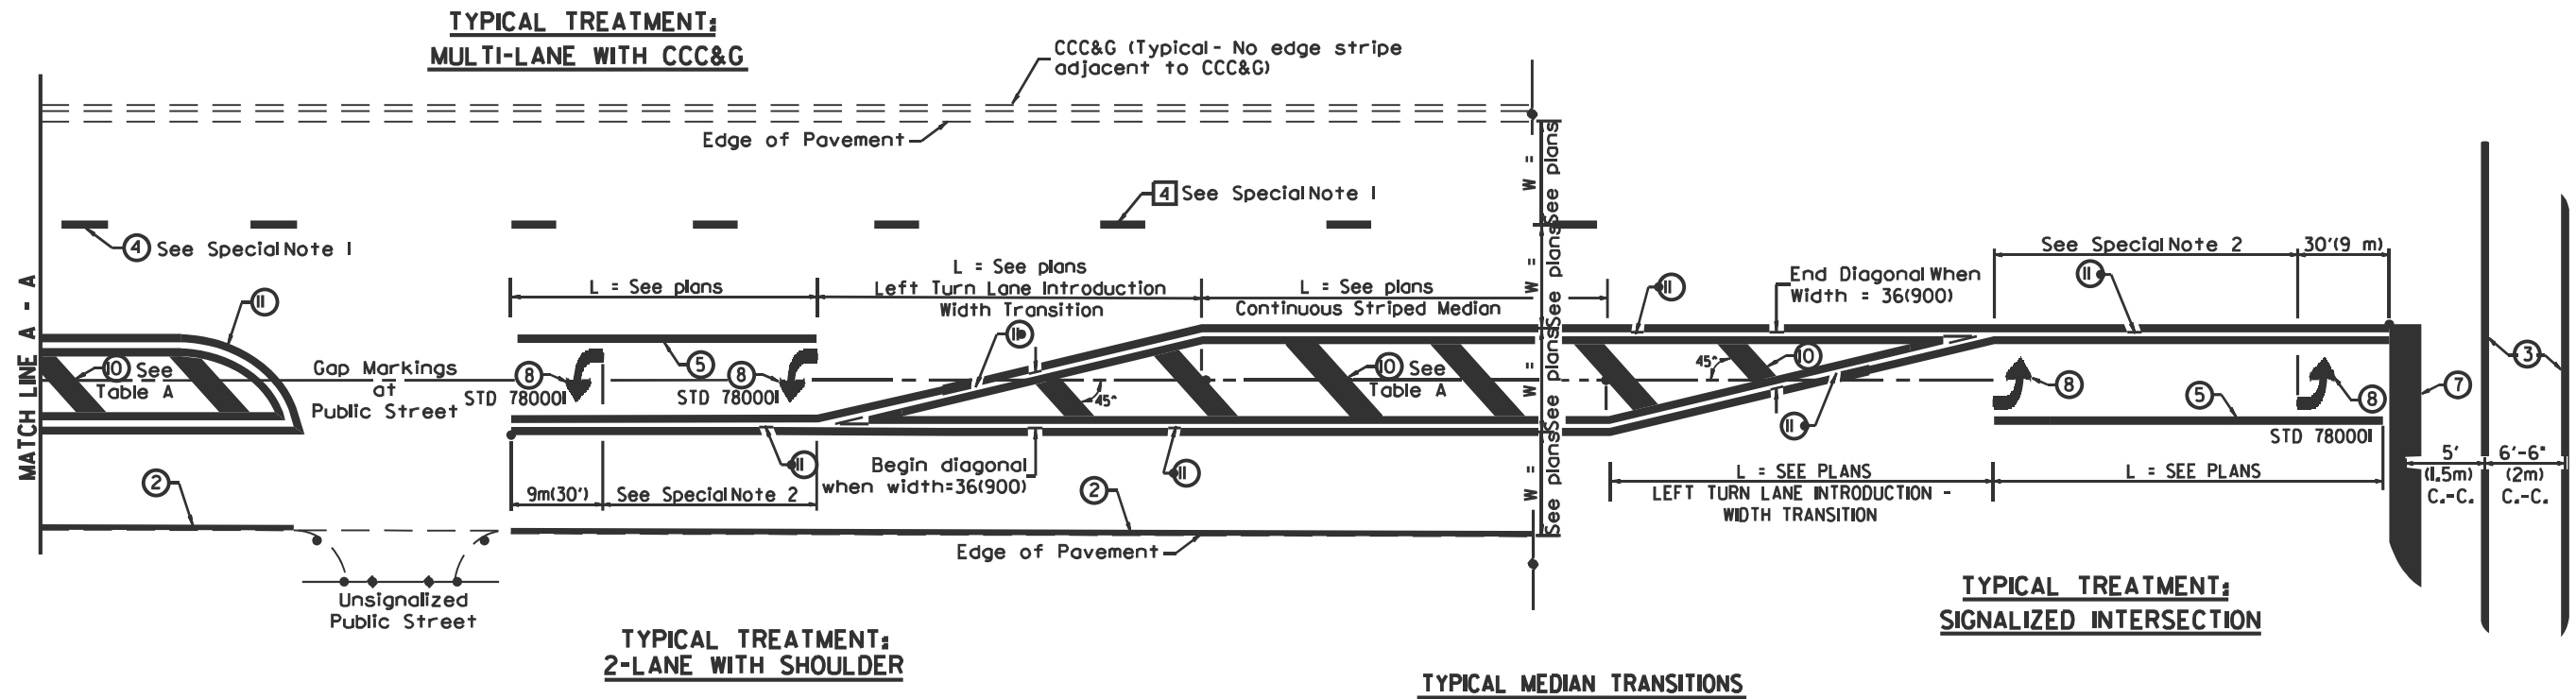 TYPICAL TREATMENT:
MULTI-LANE WITH CCC&G
CCC&G (Typical - No edge stripe
adjacent to CCC&G)
Edge of Pavement
4 See Special Note 1
4 See Special Note 1
MATCH LINE A - A
11
10 See
Table A
Gap Markings
at
Public Street
L = See plans
8
STD 780001
5
8
STD 780001
L = See plans
Left Turn Lane Introduction
Width Transition
11
45°
L = See plans
Continuous Striped Median
10 See
Table A
W = See plans
W = See plans
W = See plans
W = See plans
11
End Diagonal When
Width = 36(900)
45°
10
11
See Special Note 2
30'(9 m)
11
8
5
8
STD 780001
7
3
5'
(1.5m)
C.-C.
6'-6"
(2m)
C.-C.
2
9m(30')
See Special Note 2
11
Begin diagonal
when width=36(900)
11
2
Edge of Pavement
L = SEE PLANS
LEFT TURN LANE INTRODUCTION -
WIDTH TRANSITION
L = SEE PLANS
Unsignalized
Public Street
TYPICAL TREATMENT:
2-LANE WITH SHOULDER
TYPICAL TREATMENT:
SIGNALIZED INTERSECTION
TYPICAL MEDIAN TRANSITIONS